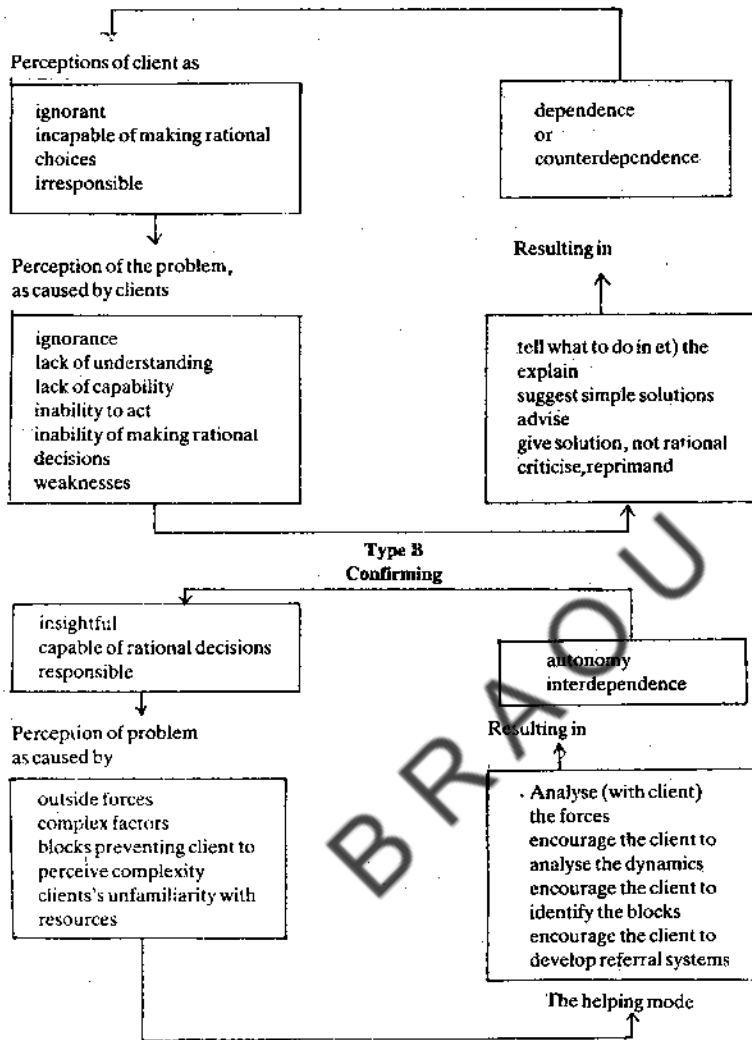 Perceptions of client as
ignorant
incapable of making rational
choices
irresponsible
dependence
or
counterdependence
Perception of the problem,
as caused by clients
Resulting in
ignorance
lack of understanding
lack of capability
inability to act
inability of making rational
decisions
weaknesses
tell what to do in et) the
explain
suggest simple solutions
advise
give solution, not rational
criticise,reprimand
Type B
Confirming
insightful
capable of rational decisions
responsible
autonomy
interdependence
Perception of problem
as caused by
Resulting in
outside forces
complex factors
blocks preventing client to
perceive complexity
clients's unfamiliarity with
resources
Analyse (with client)
the forces
encourage the client to
analyse the dynamics
encourage the client to
identify the blocks
encourage the client to
develop referral systems
The helping mode
BRAOU